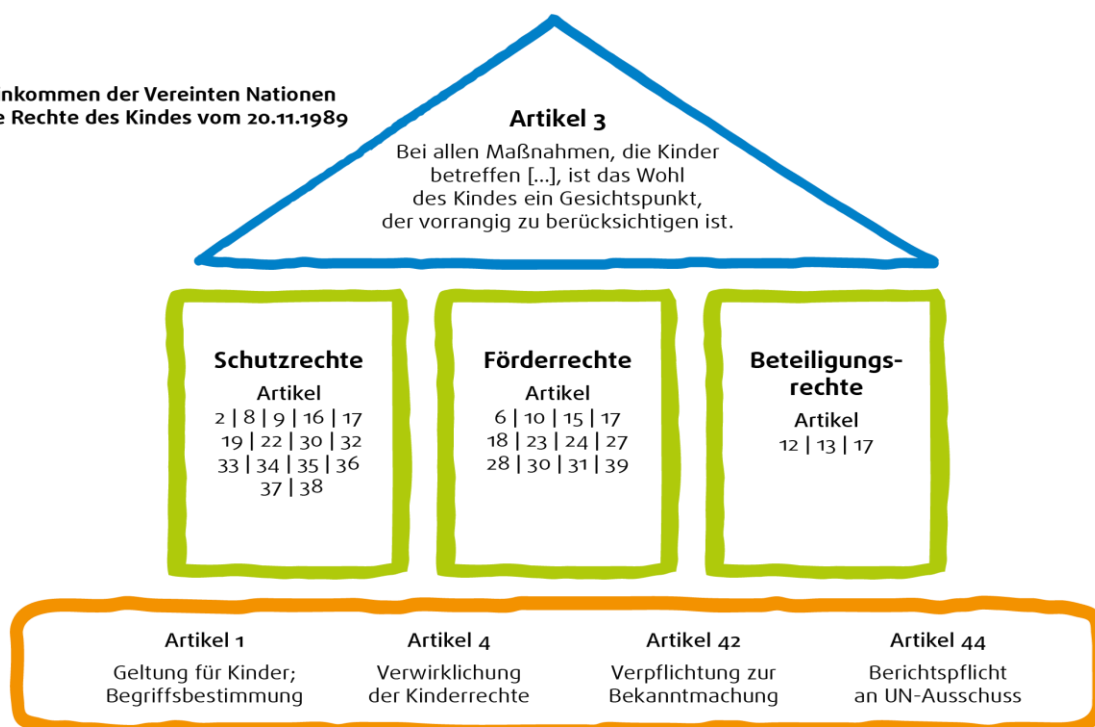 inkommen der Vereinten Nationen
e Rechte des Kindes vom 20.11.1989
Artikel 3
Bei allen Maßnahmen, die Kinder
betreffen [...], ist das Wohl
des Kindes ein Gesichtspunkt,
der vorrangig zu berücksichtigen ist.
Schutzrechte
Artikel
2 | 8 | 9 | 16 | 17
19 | 22 | 30 | 32
33 | 34 | 35 | 36
37 | 38
Förderrechte
Artikel
6 | 10 | 15 | 17
18 | 23 | 24 | 27
28 | 30 | 31 | 39
Beteiligungs-
rechte
Artikel
12 | 13 | 17
Artikel 1
Geltung für Kinder;
Begriffsbestimmung
Artikel 4
Verwirklichung
der Kinderrechte
Artikel 42
Verpflichtung zur
Bekanntmachung
Artikel 44
Berichtspflicht
an UN-Ausschuss